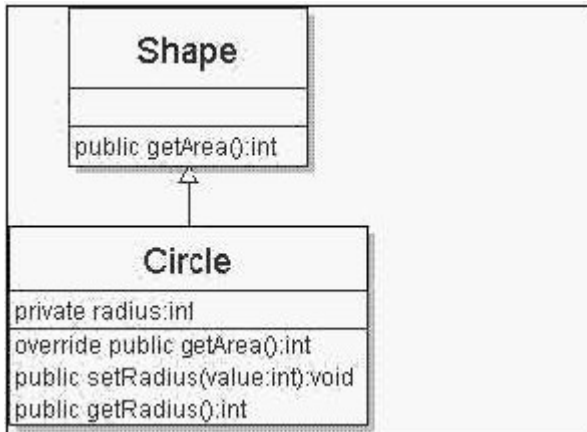 Shape
public getArea():int
Circle
private radius:int
override public getArea():int
public setRadius(value:int):void
public getRadius():int